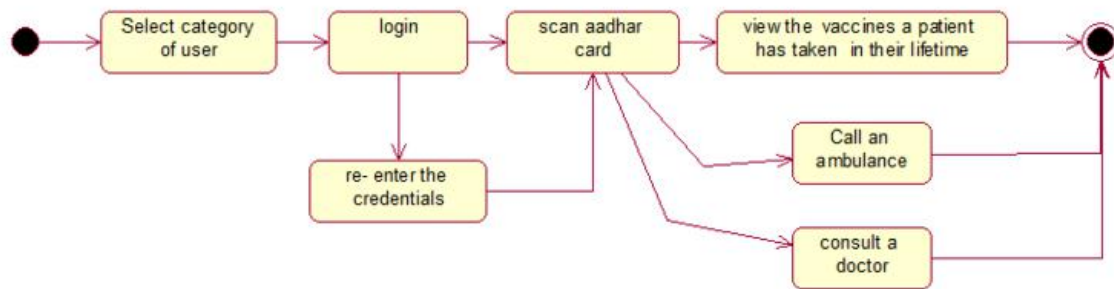 Select category
of user
login
scan aadhar
card
view the vaccines a patient
has taken in their lifetime
re- enter the
credentials
Call an
ambulance
consult a
doctor